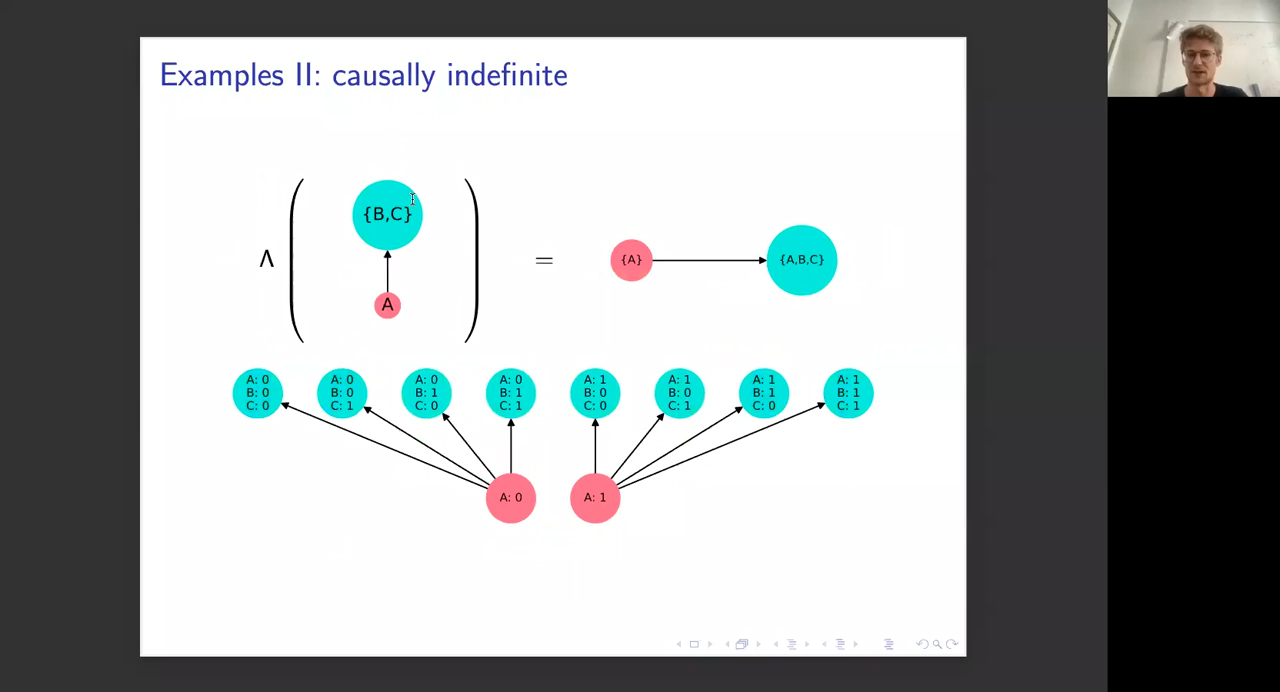 Examples II: causally indefinite
Λ ( {B,C} A ) = {A} {A,B,C}
A: 0 B: 0 C: 0
A: 0 B: 0 C: 1
A: 0 B: 1 C: 0
A: 0 B: 1 C: 1
A: 1 B: 0 C: 0
A: 1 B: 0 C: 1
A: 1 B: 1 C: 0
A: 1 B: 1 C: 1
A: 0
A: 1